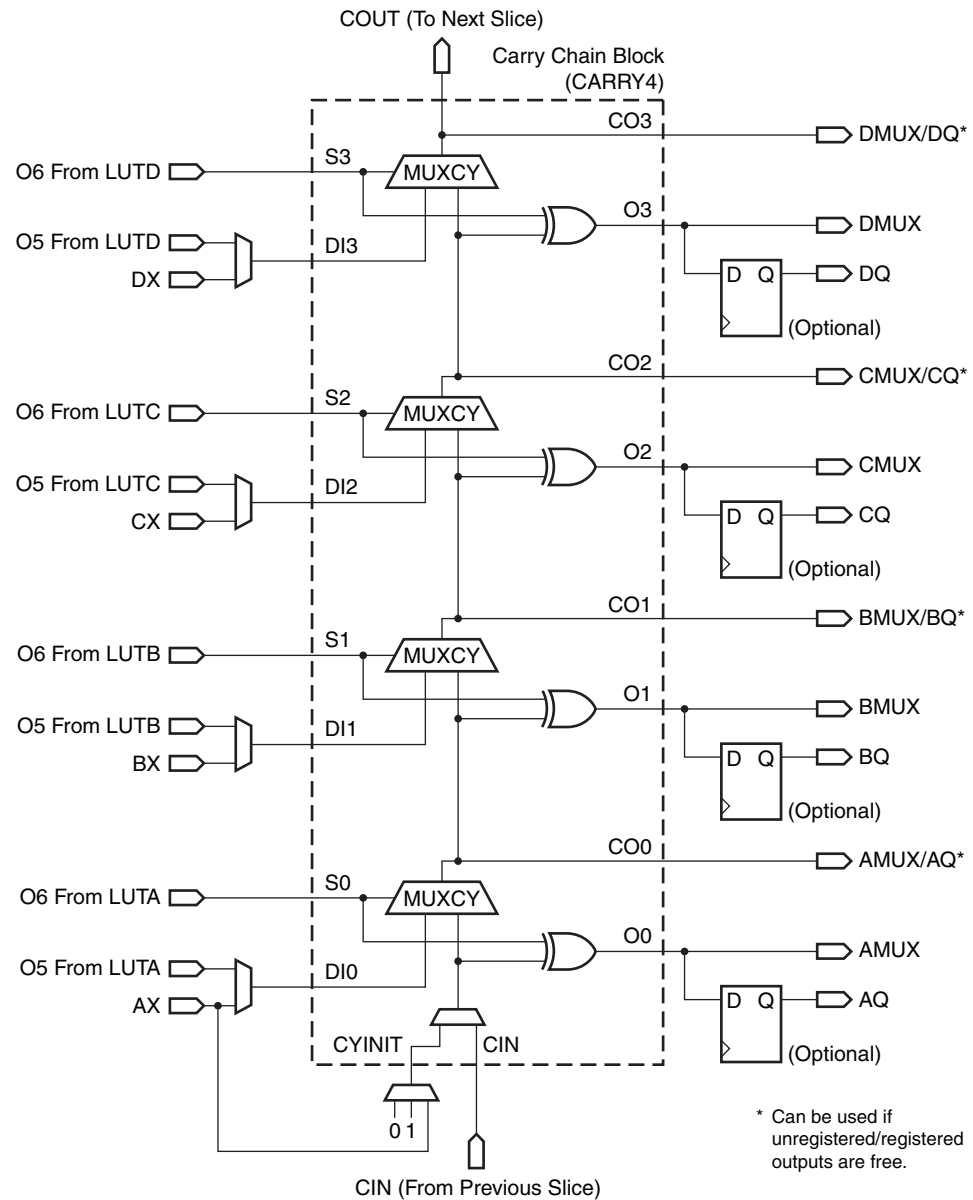 COUT (To Next Slice)
Carry Chain Block
(CARRY4)
CO3
DMUX/DQ*
O6 From LUTD
S3
MUXCY
O3
DMUX
O5 From LUTD
DI3
DX
D Q
DQ
(Optional)
CO2
CMUX/CQ*
O6 From LUTC
S2
MUXCY
O2
CMUX
O5 From LUTC
DI2
CX
D Q
CQ
(Optional)
CO1
BMUX/BQ*
O6 From LUTB
S1
MUXCY
O1
BMUX
O5 From LUTB
DI1
BX
D Q
BQ
(Optional)
CO0
AMUX/AQ*
O6 From LUTA
S0
MUXCY
O0
AMUX
O5 From LUTA
DI0
AX
D Q
AQ
(Optional)
CYINIT
CIN
0 1
* Can be used if
unregistered/registered
outputs are free.
CIN (From Previous Slice)